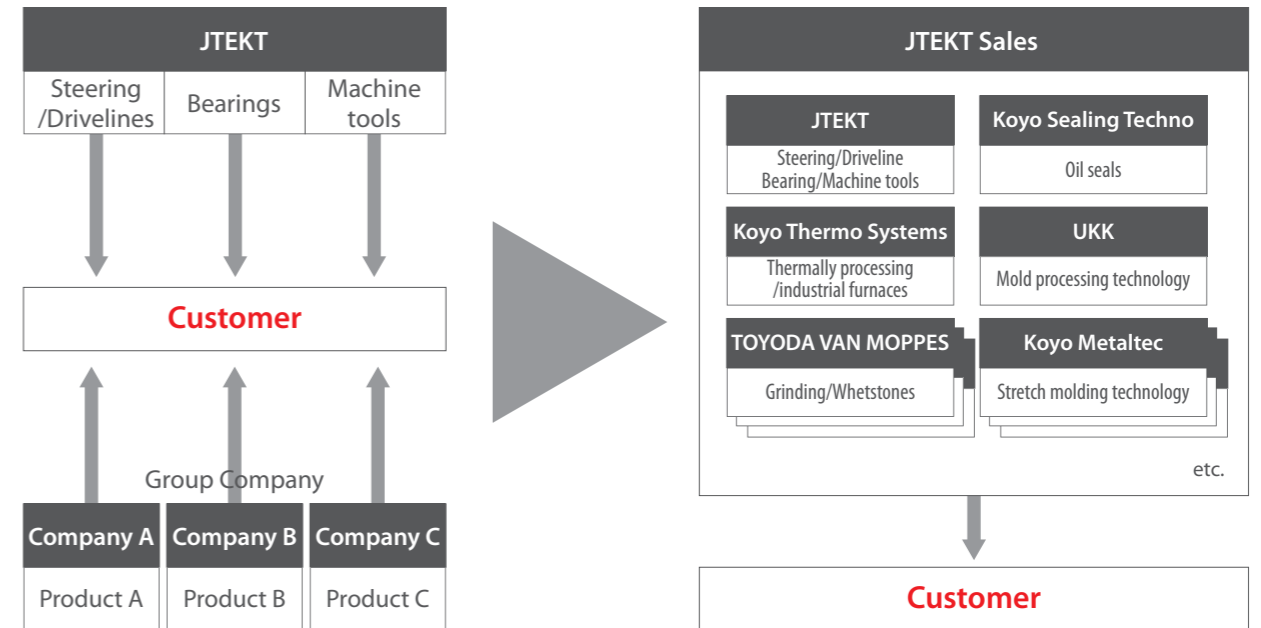 JTEKT
Steering
/Drivelines
Bearings
Machine
tools
Customer
Group Company
Company A
Company B
Company C
Product A
Product B
Product C
JTEKT Sales
JTEKT
Steering/Driveline
Bearing/Machine tools
Koyo Sealing Techno
Oil seals
Koyo Thermo Systems
Thermally processing
/industrial furnaces
UKK
Mold processing technology
TOYODA VAN MOPPES
Grinding/Whetstones
Koyo Metaltec
Stretch molding technology
etc.
Customer